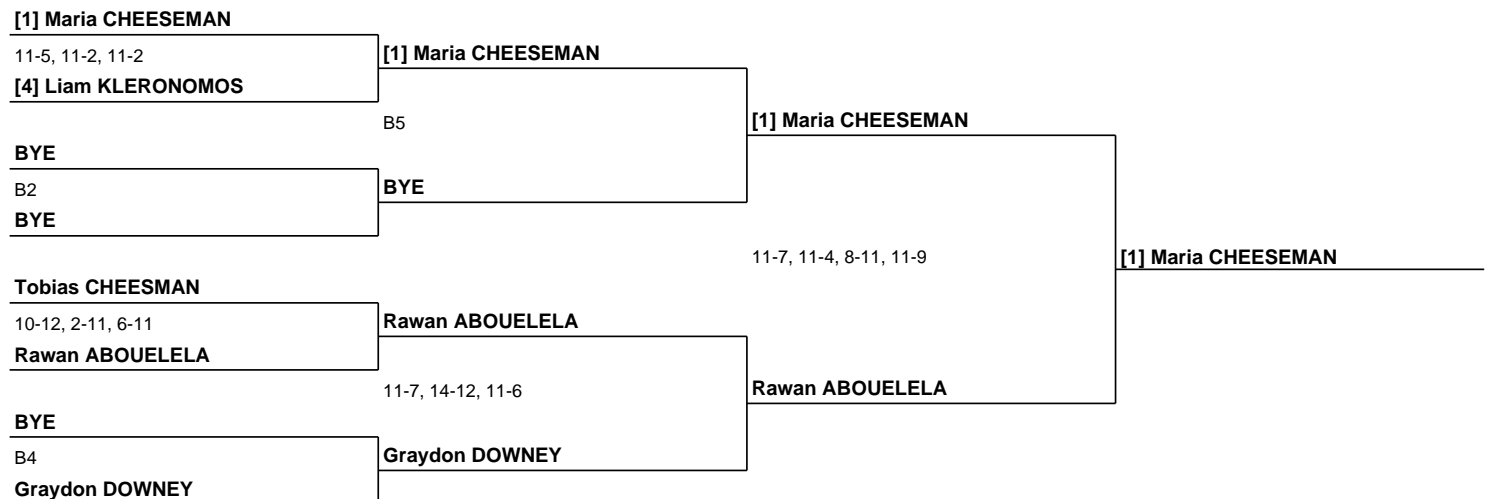 [1] Maria CHEESEMAN
11-5, 11-2, 11-2
[1] Maria CHEESEMAN
[4] Liam KLERONOMOS
B5
[1] Maria CHEESEMAN
BYE
B2
BYE
BYE
11-7, 11-4, 8-11, 11-9
[1] Maria CHEESEMAN
Tobias CHEESMAN
10-12, 2-11, 6-11
Rawan ABOUELELA
Rawan ABOUELELA
11-7, 14-12, 11-6
Rawan ABOUELELA
BYE
B4
Graydon DOWNEY
Graydon DOWNEY